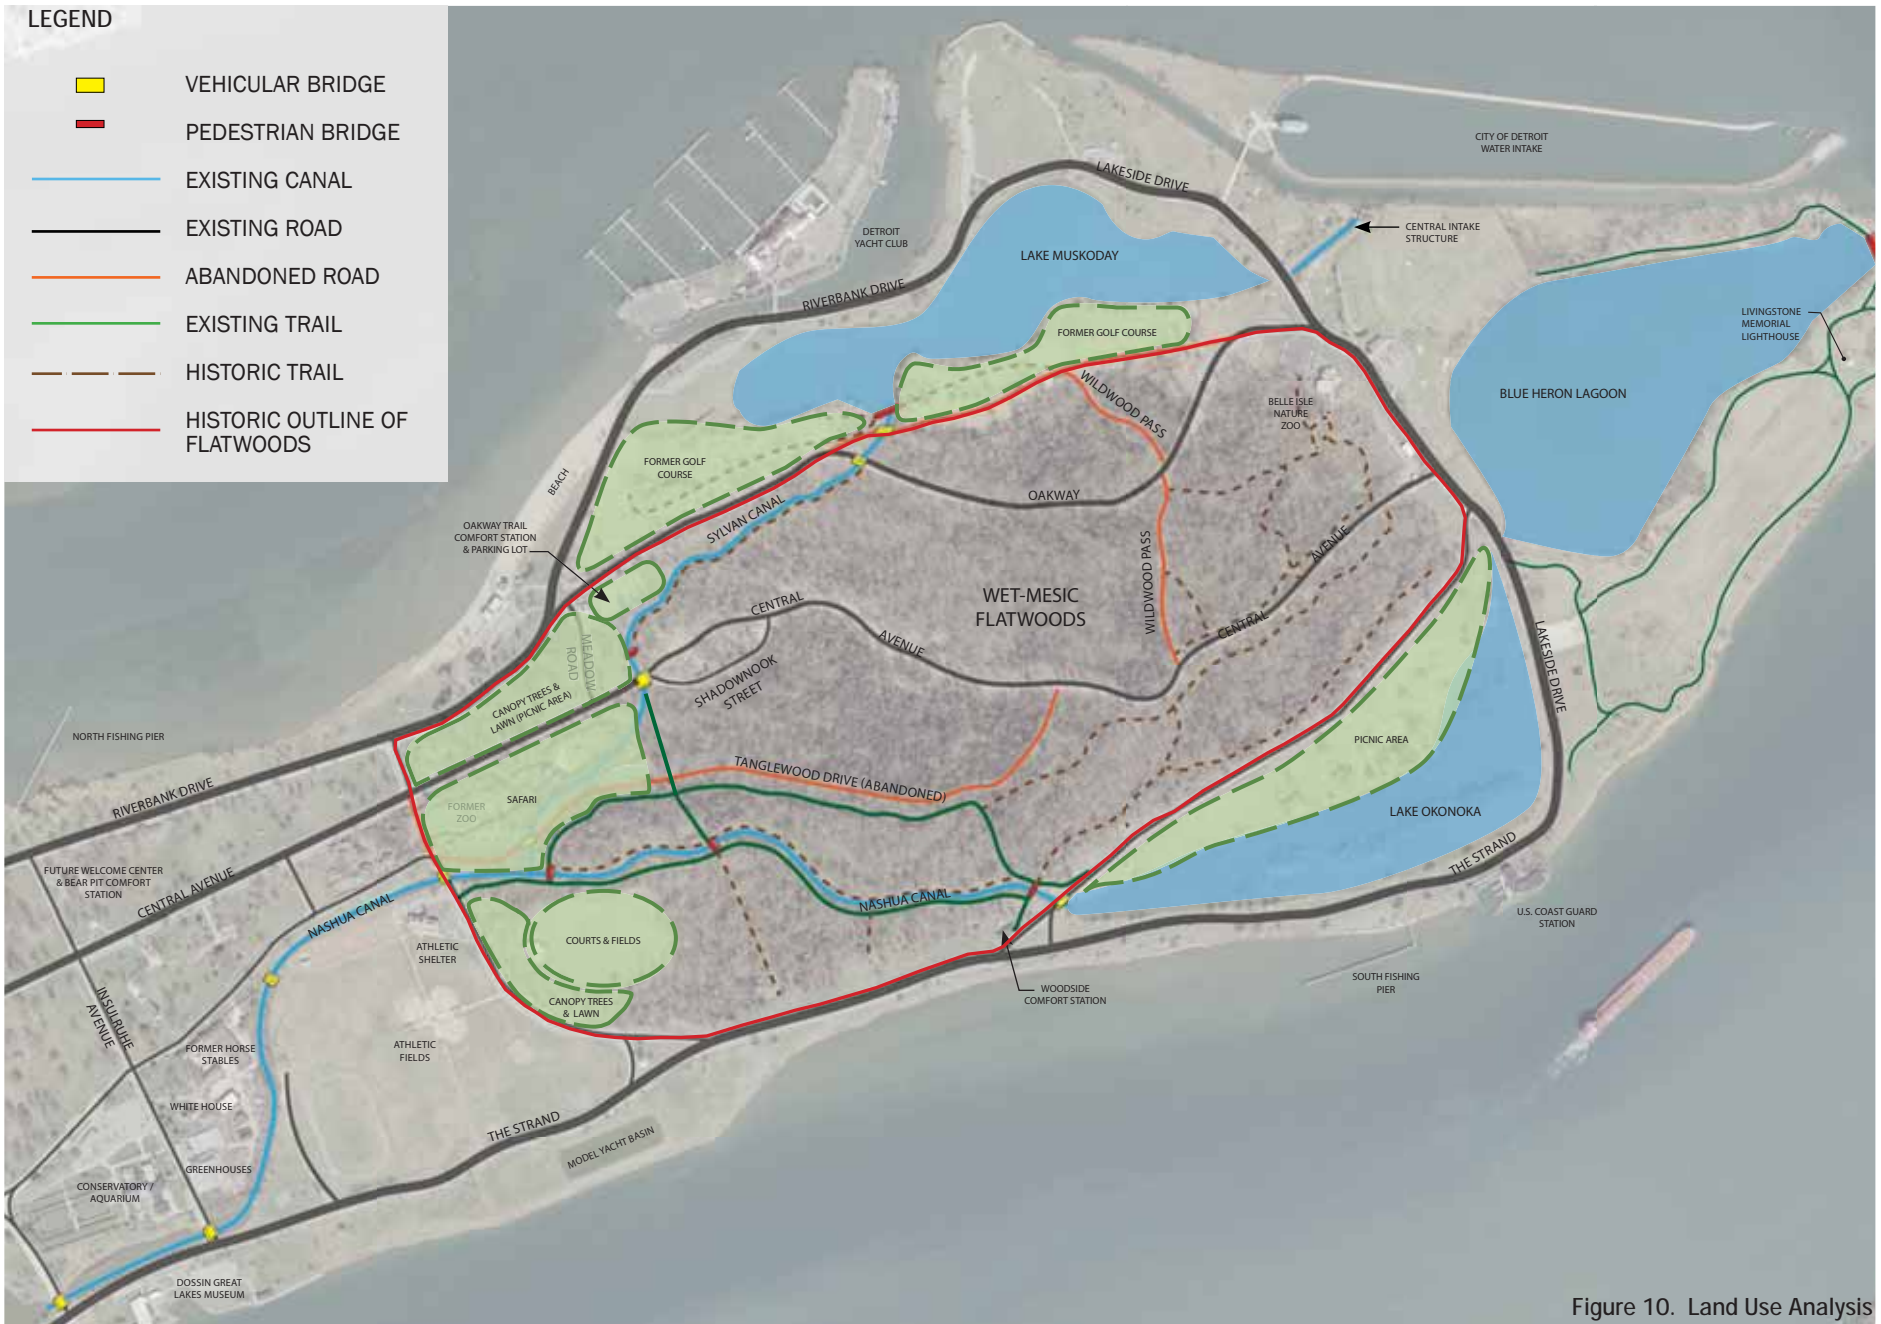 LEGEND
VEHICULAR BRIDGE
PEDESTRIAN BRIDGE
EXISTING CANAL
EXISTING ROAD
ABANDONED ROAD
EXISTING TRAIL
HISTORIC TRAIL
HISTORIC OUTLINE OF
FLATWOODS
CITY OF DETROIT
WATER INTAKE
LAKESIDE DRIVE
DETROIT
YACHT CLUB
LAKE MUSKODAY
CENTRAL INTAKE
STRUCTURE
RIVERBANK DRIVE
LIVINGSTONE
MEMORIAL
LIGHTHOUSE
FORMER GOLF COURSE
WILDWOOD PASS
BELLE ISLE
NATURE
ZOO
BLUE HERON LAGOON
FORMER GOLF
COURSE
BEACH
OAKWAY
SYLVAN CANAL
OAKWAY TRAIL
COMFORT STATION
& PARKING LOT
WILDWOOD PASS
AVENUE
WET-MESIC
FLATWOODS
CENTRAL
AVENUE
CENTRAL
MEADOW
ROAD
SHADOWNOOK
STREET
LAKESIDE DRIVE
CANOPY TREES &
LAWN (PICNIC AREA)
NORTH FISHING PIER
PICNIC AREA
TANGLEWOOD DRIVE (ABANDONED)
RIVERBANK DRIVE
SAFARI
FORMER
ZOO
LAKE OKONOKA
THE STRAND
FUTURE WELCOME CENTER
& BEAR PIT COMFORT
STATION
CENTRAL AVENUE
NASHUA CANAL
NASHUA CANAL
U.S. COAST GUARD
STATION
ATHLETIC
SHELTER
COURTS & FIELDS
SOUTH FISHING
PIER
WOODSIDE
COMFORT STATION
CANOPY TREES
& LAWN
INSULRUHE
AVENUE
FORMER HORSE
STABLES
ATHLETIC
FIELDS
WHITE HOUSE
THE STRAND
MODEL YACHT BASIN
GREENHOUSES
CONSERVATORY /
AQUARIUM
DOSSIN GREAT
LAKES MUSEUM
Figure 10. Land Use Analysis